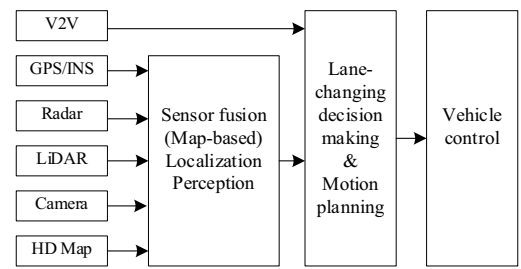 V2V
GPS/INS
Radar
LiDAR
Camera
HD Map
Sensor fusion
(Map-based)
Localization
Perception
Lane-
changing
decision
making
&
Motion
planning
Vehicle
control